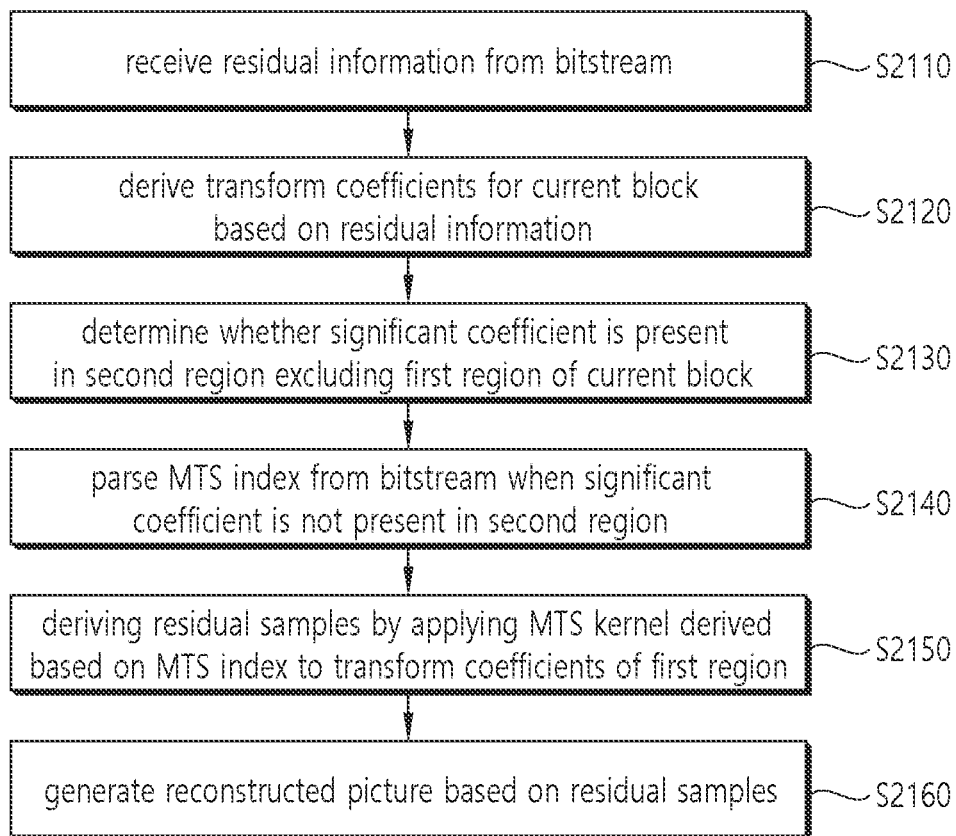 receive residual information from bitstream
S2110
derive transform coefficients for current block
based on residual information
S2120
determine whether significant coefficient is present
in second region excluding first region of current block
S2130
parse MTS index from bitstream when significant
coefficient is not present in second region
S2140
deriving residual samples by applying MTS kernel derived
based on MTS index to transform coefficients of first region
S2150
generate reconstructed picture based on residual samples
S2160